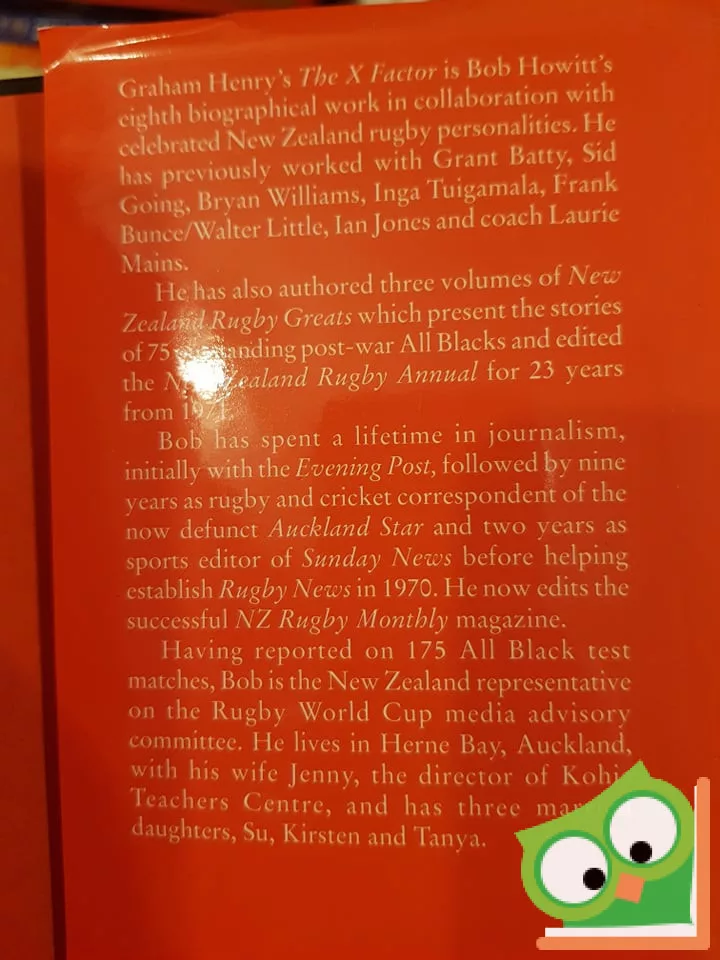 Graham Henry's The X Factor is Bob Howitt's
eighth biographical work in collaboration with
celebrated New Zealand rugby personalities. He
has previously worked with Grant Batty, Sid
Going, Bryan Williams, Inga Tuigamala, Frank
Bunce/Walter Little, Ian Jones and coach Laurie
Mains.
He has also authored three volumes of New
Zealand Rugby Greats which present the stories
of 75 outstanding post-war All Blacks and edited
the New Zealand Rugby Annual for 23 years
from
Bob has spent a lifetime in journalism,
initially with the Evening Post, followed by nine
years as rugby and cricket correspondent of the
now defunct Auckland Star and two years as
sports editor of Sunday News before helping
establish Rugby News in 1970. He now edits the
successful NZ Rugby Monthly magazine.
Having reported on 175 All Black test
matches, Bob is the New Zealand representative
on the Rugby World Cup media advisory
committee. He lives in Herne Bay, Auckland,
with his wife Jenny, the director of
Teachers Centre, and has three
daughters, Su, Kirsten and Tanya.